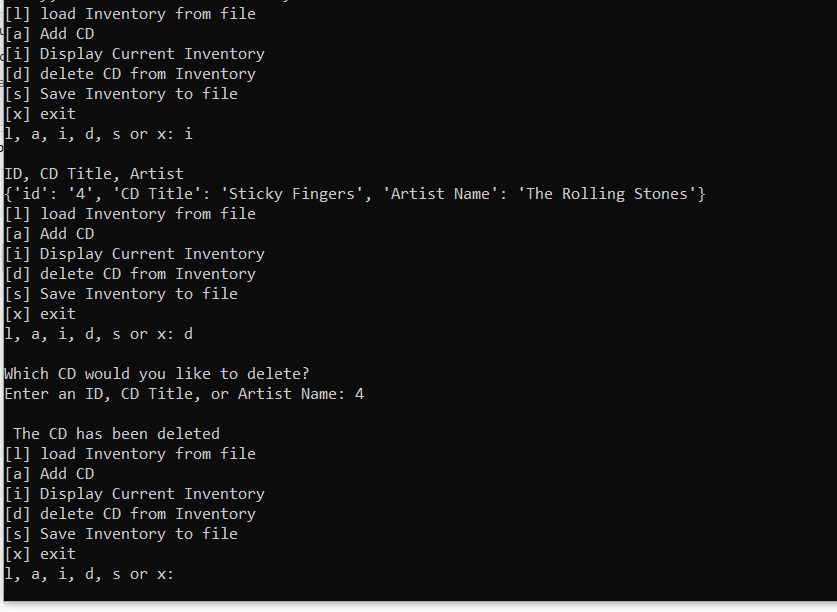 [l] load Inventory from file
[a] Add CD
[i] Display Current Inventory
[d] delete CD from Inventory
[s] Save Inventory to file
[x] exit
l, a, i, d, s or x: i
ID, CD Title, Artist
{'id': '4', 'CD Title': 'Sticky Fingers', 'Artist Name': 'The Rolling Stones'}
[l] load Inventory from file
[a] Add CD
[i] Display Current Inventory
[d] delete CD from Inventory
[s] Save Inventory to file
[x] exit
l, a, i, d, s or x: d
Which CD would you like to delete?
Enter an ID, CD Title, or Artist Name: 4
The CD has been deleted
[l] load Inventory from file
[a] Add CD
[i] Display Current Inventory
[d] delete CD from Inventory
[s] Save Inventory to file
[x] exit
l, a, i, d, s or x: